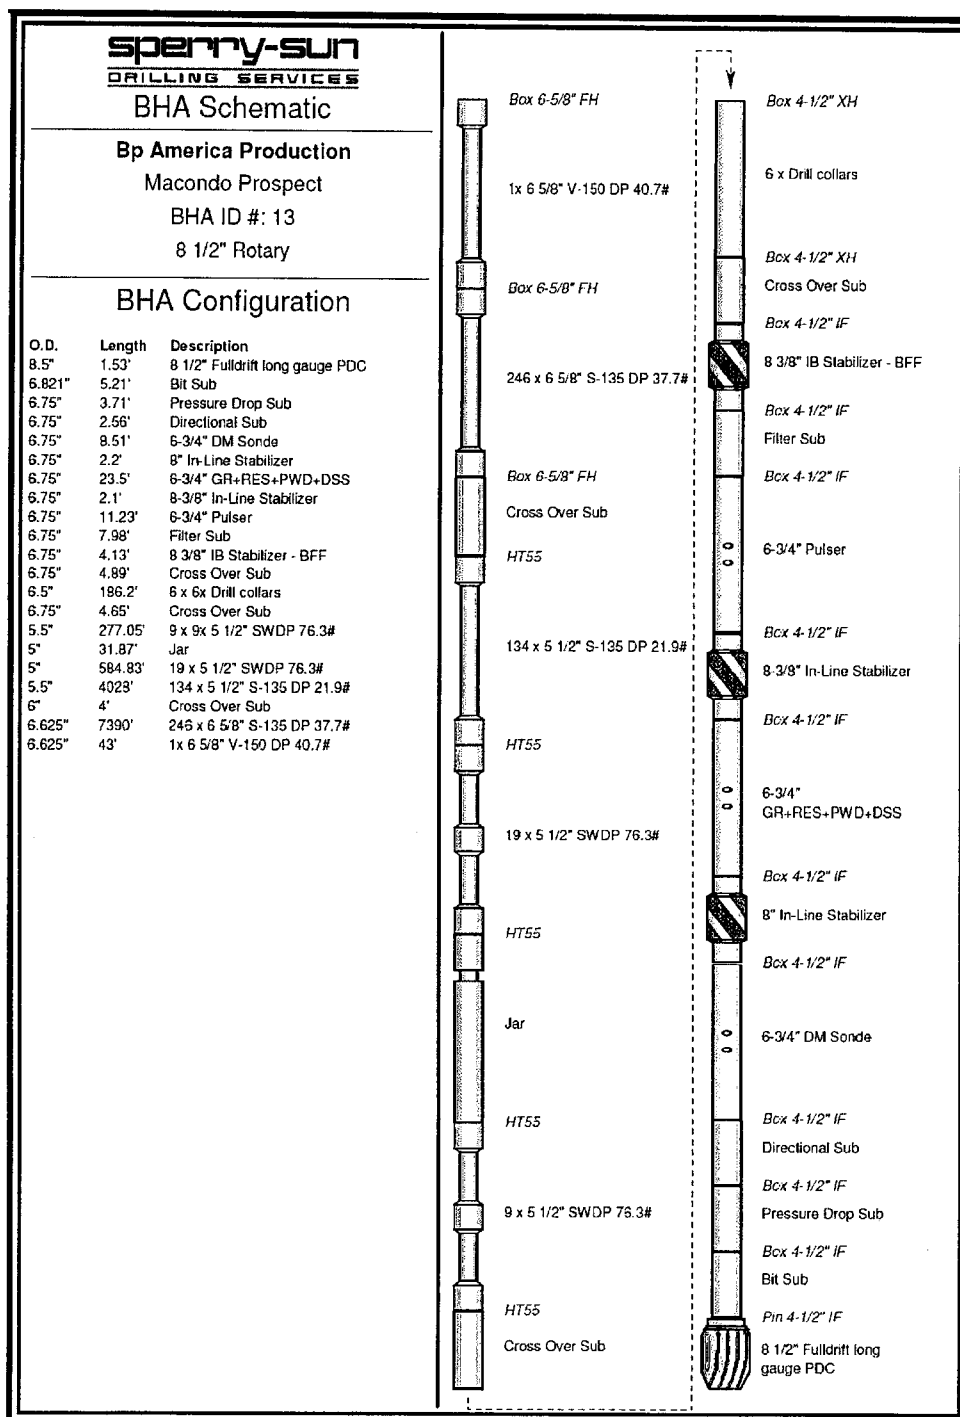 sperry-sun
DRILLING SERVICES
BHA Schematic
Bp America Production
Macondo Prospect
BHA ID #: 13
8 1/2" Rotary
BHA Configuration
O.D. Length Description
8.5" 1.53' 8 1/2" Fulldrift long gauge PDC
6.821" 5.21' Bit Sub
6.75" 3.71' Pressure Drop Sub
6.75" 2.56' Directional Sub
6.75" 8.51' 6-3/4" DM Sonde
6.75" 2.2' 8" In-Line Stabilizer
6.75" 23.5' 6-3/4" GR+RES+PWD+DSS
6.75" 2.1' 8-3/8" In-Line Stabilizer
6.75" 11.23' 6-3/4" Pulser
6.75" 7.98' Filter Sub
6.75" 4.13' 8 3/8" IB Stabilizer - BFF
6.75" 4.89' Cross Over Sub
6.5" 186.2' 6 x 6x Drill collars
6.75" 4.65' Cross Over Sub
5.5" 277.05' 9 x 9x 5 1/2" SWDP 76.3#
5" 31.87' Jar
5" 584.83' 19 x 5 1/2" SWDP 76.3#
5.5" 4028' 134 x 5 1/2" S-135 DP 21.9#
6" 4' Cross Over Sub
6.625" 7390' 246 x 6 5/8" S-135 DP 37.7#
6.625" 43' 1x 6 5/8" V-150 DP 40.7#
Box 6-5/8" FH
1x 6 5/8" V-150 DP 40.7#
Box 6-5/8" FH
246 x 6 5/8" S-135 DP 37.7#
Box 6-5/8" FH
Cross Over Sub
HT55
134 x 5 1/2" S-135 DP 21.9#
HT55
19 x 5 1/2" SWDP 76.3#
HT55
Jar
HT55
9 x 5 1/2" SWDP 76.3#
HT55
Cross Over Sub
Box 4-1/2" XH
6 x Drill collars
Box 4-1/2" XH
Cross Over Sub
Box 4-1/2" IF
8 3/8" IB Stabilizer - BFF
Box 4-1/2" IF
Filter Sub
Box 4-1/2" IF
6-3/4" Pulser
Box 4-1/2" IF
8-3/8" In-Line Stabilizer
Box 4-1/2" IF
6-3/4"
GR+RES+PWD+DSS
Box 4-1/2" IF
8" In-Line Stabilizer
Box 4-1/2" IF
6-3/4" DM Sonde
Box 4-1/2" IF
Directional Sub
Box 4-1/2" IF
Pressure Drop Sub
Box 4-1/2" IF
Bit Sub
Pin 4-1/2" IF
8 1/2" Fulldrift long
gauge PDC